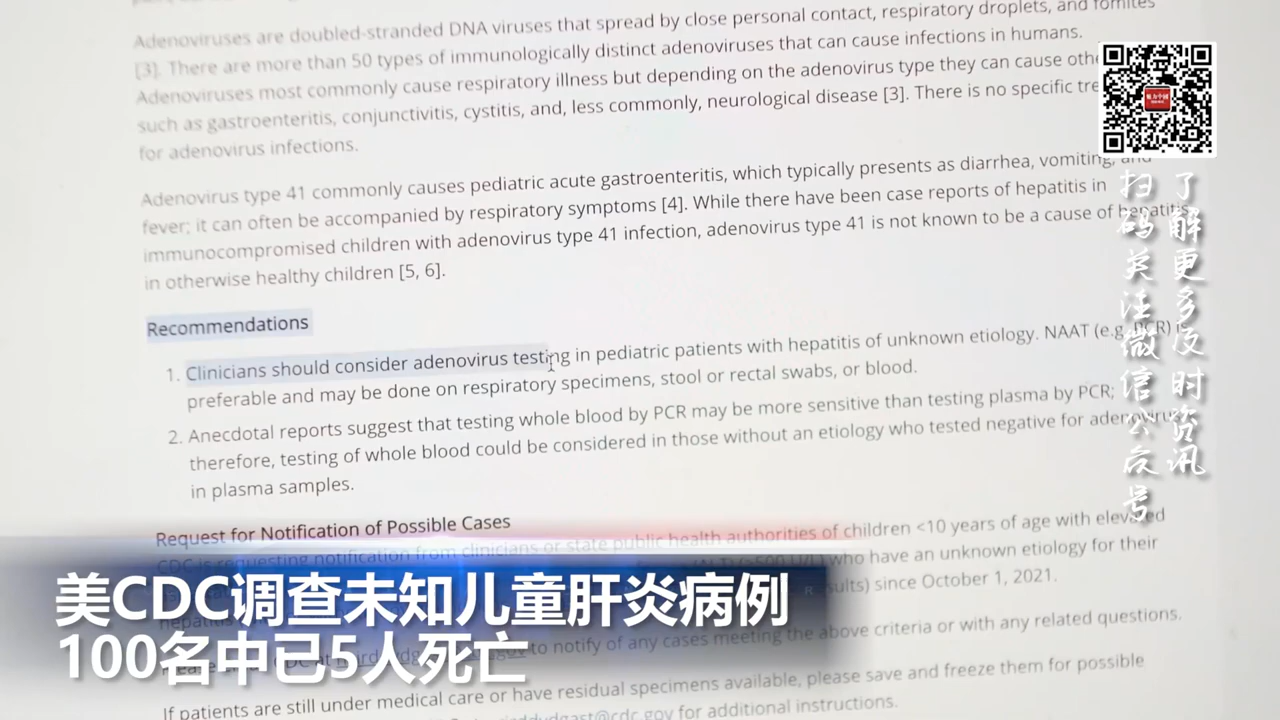 Adenoviruses are doubled-stranded DNA viruses that spread by close personal contact, respiratory droplets, and fomites
[3]. There are more than 50 types of immunologically distinct adenoviruses that can cause infections in humans.
Adenoviruses most commonly cause respiratory illness but depending on the adenovirus type they can cause
such as gastroenteritis, conjunctivitis, cystitis, and, less commonly, neurological disease [3]. There is no specific
for adenovirus infections.
Adenovirus type 41 commonly causes pediatric acute gastroenteritis, which typically presents as diarrhea, vomiting, and
fever; it can often be accompanied by respiratory symptoms [4]. While there have been case reports of hepatitis in
immunocompromised children with adenovirus type 41 infection, adenovirus type 41 is not known to be a cause of hepatitis
in otherwise healthy children [5, 6].
Recommendations
1. Clinicians should consider adenovirus testing in pediatric patients with hepatitis of unknown etiology. NAAT (e.g. PCR) is
preferable and may be done on respiratory specimens, stool or rectal swabs, or blood.
2. Anecdotal reports suggest that testing whole blood by PCR may be more sensitive than testing plasma by PCR;
therefore, testing of whole blood could be considered in those without an etiology who tested negative for adenovirus
in plasma samples.
Request for Notification of Possible Cases
CDC is requesting notification from clinicians or state public health authorities of children <10 years of age with elevated
who have an unknown etiology for their
since October 1, 2021.
to notify of any cases meeting the above criteria or with any related questions.
If patients are still under medical care or have residual specimens available, please save and freeze them for possible
@cdc.gov for additional instructions.
了解更多及时资讯
扫码关注微信公众号
美CDC调查未知儿童肝炎病例
100名中已5人死亡